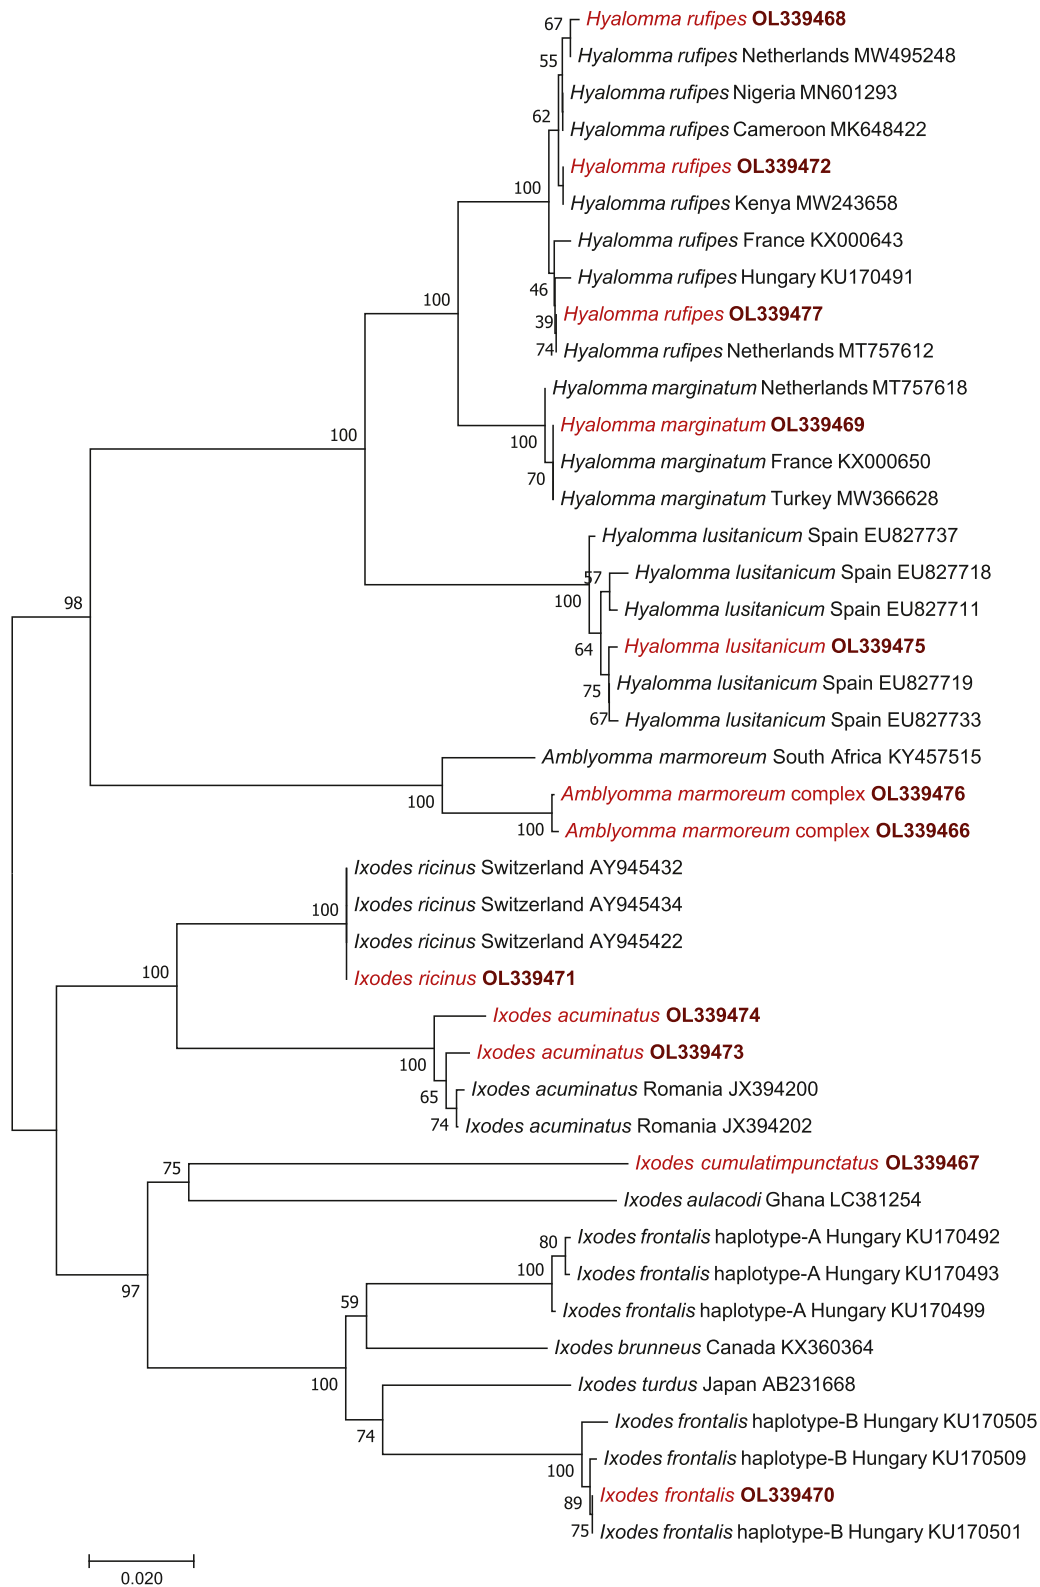 67
Hyalomma rufipes OL339468
55
Hyalomma rufipes Netherlands MW495248
Hyalomma rufipes Nigeria MN601293
62
Hyalomma rufipes Cameroon MK648422
Hyalomma rufipes OL339472
100
Hyalomma rufipes Kenya MW243658
Hyalomma rufipes France KX000643
Hyalomma rufipes Hungary KU170491
46
100
Hyalomma rufipes OL339477
39
74
Hyalomma rufipes Netherlands MT757612
Hyalomma marginatum Netherlands MT757618
Hyalomma marginatum OL339469
100
100
Hyalomma marginatum France KX000650
70
Hyalomma marginatum Turkey MW366628
Hyalomma lusitanicum Spain EU827737
57
Hyalomma lusitanicum Spain EU827718
98
100
Hyalomma lusitanicum Spain EU827711
64
Hyalomma lusitanicum OL339475
75
Hyalomma lusitanicum Spain EU827719
67
Hyalomma lusitanicum Spain EU827733
Amblyomma marmoreum South Africa KY457515
100
Amblyomma marmoreum complex OL339476
100
Amblyomma marmoreum complex OL339466
Ixodes ricinus Switzerland AY945432
100
Ixodes ricinus Switzerland AY945434
Ixodes ricinus Switzerland AY945422
100
Ixodes ricinus OL339471
Ixodes acuminatus OL339474
100
Ixodes acuminatus OL339473
65
Ixodes acuminatus Romania JX394200
74
Ixodes acuminatus Romania JX394202
75
Ixodes cumulatimpunctatus OL339467
Ixodes aulacodi Ghana LC381254
80
Ixodes frontalis haplotype-A Hungary KU170492
100
Ixodes frontalis haplotype-A Hungary KU170493
97
59
Ixodes frontalis haplotype-A Hungary KU170499
Ixodes brunneus Canada KX360364
100
Ixodes turdus Japan AB231668
74
Ixodes frontalis haplotype-B Hungary KU170505
100
Ixodes frontalis haplotype-B Hungary KU170509
89
Ixodes frontalis OL339470
75
Ixodes frontalis haplotype-B Hungary KU170501
0.020